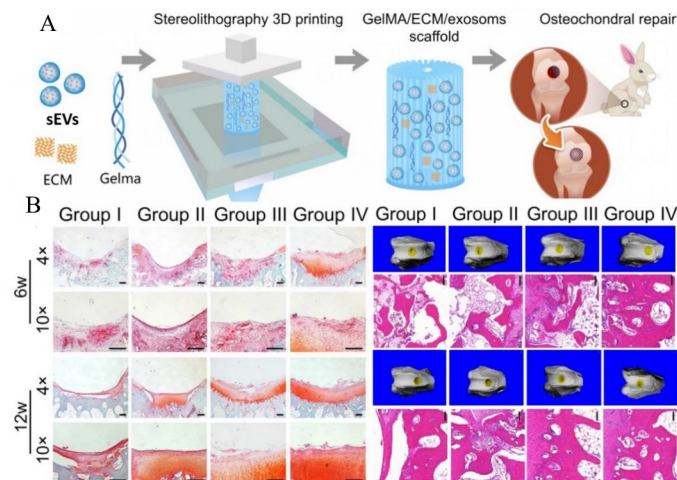 A
Stereolithography 3D printing
GelMA/ECM/exosoms
scaffold
Osteochondral repair
sEVs
ECM
Gelma
B
Group I Group II Group III Group IV Group I Group II Group III Group IV
6w
4×
10×
12w
4×
10×